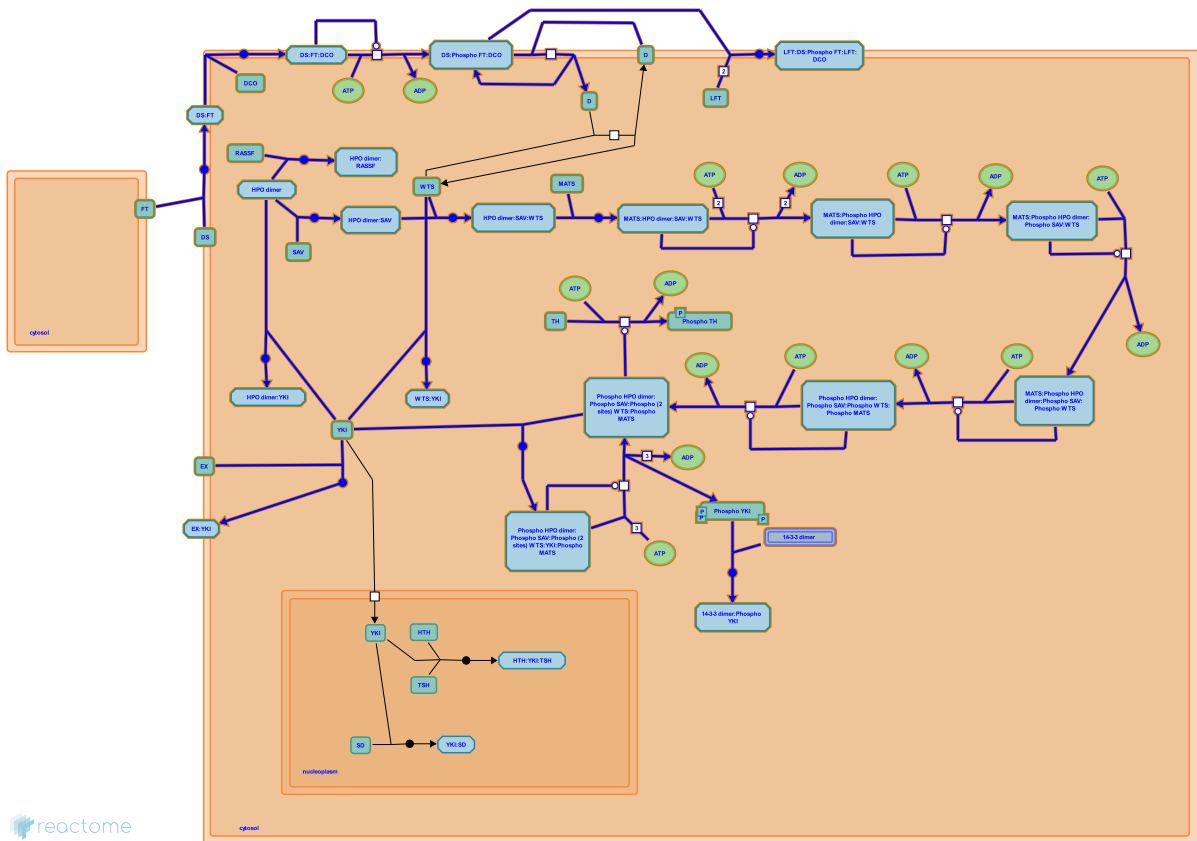 DS:FT:DCO
DS:Phospho FT:DCO
D
LFT:DS:Phospho FT:LFT:
DCO
DCO
ATP
ADP
2
LFT
D
DS:FT
RASSF
HPO dimer:
RASSF
HPO dimer
WTS
MATS
ATP
ADP
ATP
ADP
ATP
2
2
FT
DS
SAV
HPO dimer:SAV
HPO dimer:SAV:WTS
MATS:HPO dimer:SAV:WTS
MATS:Phospho HPO
dimer:SAV:WTS
MATS:Phospho HPO dimer:
Phospho SAV:WTS
cytosol
ATP
ADP
TH
P
Phospho TH
ADP
ADP
ATP
ADP
ATP
HPO dimer:YKI
WTS:YKI
Phospho HPO dimer:
Phospho SAV:Phospho (2
sites) WTS:Phospho
MATS
Phospho HPO dimer:
Phospho SAV:Phospho WTS:
Phospho MATS
MATS:Phospho HPO
dimer:Phospho SAV:
Phospho WTS
YKI
EX
3
ADP
EX:YKI
Phospho HPO dimer:
Phospho SAV:Phospho (2
sites) WTS:YKI:Phospho
MATS
3
ATP
P
P
P
Phospho YKI
14-3-3 dimer
14-3-3 dimer:Phospho
YKI
YKI
HTH
HTH:YKI:TSH
TSH
SD
YKI:SD
nucleoplasm
cytosol
reactome